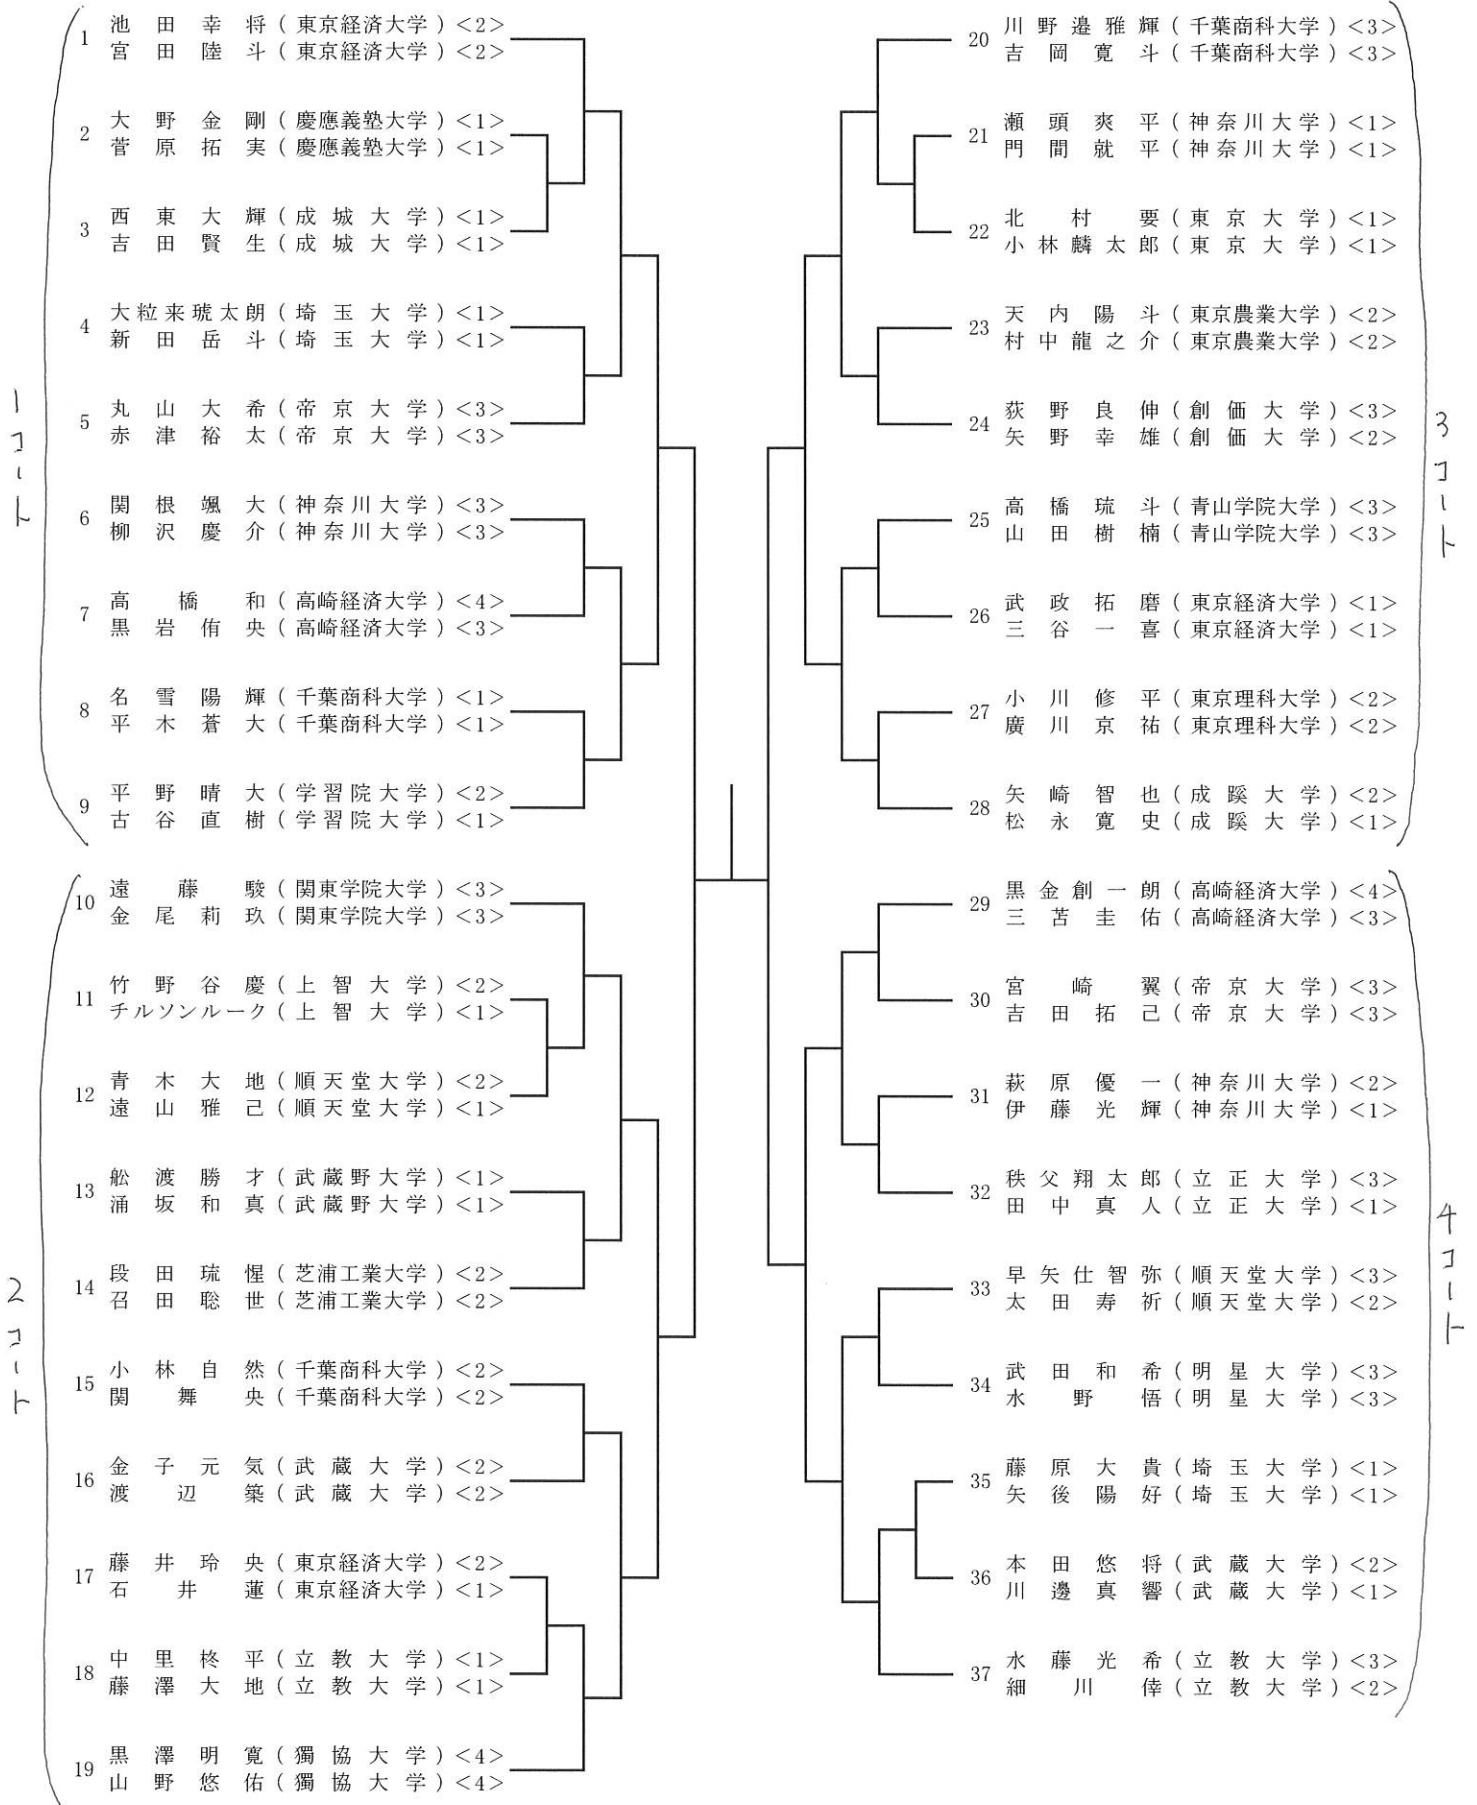 1コート
1 池田幸将(東京経済大学)<2>
宮田陸斗(東京経済大学)<2>
2 大野金剛(慶應義塾大学)<1>
菅原拓実(慶應義塾大学)<1>
3 西東大輝(成城大学)<1>
吉田賢生(成城大学)<1>
4 大粒来琥太朗(埼玉大学)<1>
新田岳斗(埼玉大学)<1>
5 丸山大希(帝京大学)<3>
赤津裕太(帝京大学)<3>
6 関根颯大(神奈川大学)<3>
柳沢慶介(神奈川大学)<3>
7 高橋和(高崎経済大学)<4>
黒岩侑央(高崎経済大学)<3>
8 名雪陽輝(千葉商科大学)<1>
平木蒼大(千葉商科大学)<1>
9 平野晴大(学習院大学)<2>
古谷直樹(学習院大学)<1>
2コート
10 遠藤駿(関東学院大学)<3>
金尾莉玖(関東学院大学)<3>
11 竹野谷慶(上智大学)<2>
チルソンルーク(上智大学)<1>
12 青木大地(順天堂大学)<2>
遠山雅己(順天堂大学)<1>
13 舩渡勝才(武蔵野大学)<1>
涌坂和真(武蔵野大学)<1>
14 段田琉惺(芝浦工業大学)<2>
召田聡世(芝浦工業大学)<2>
15 小林自然(千葉商科大学)<2>
関舞央(千葉商科大学)<2>
16 金子元気(武蔵大学)<2>
渡辺築(武蔵大学)<2>
17 藤井玲央(東京経済大学)<2>
石井蓮(東京経済大学)<1>
18 中里柊平(立教大学)<1>
藤澤大地(立教大学)<1>
19 黒澤明寛(獨協大学)<4>
山野悠佑(獨協大学)<4>
3コート
20 川野邉雅輝(千葉商科大学)<3>
吉岡寛斗(千葉商科大学)<3>
21 瀬頭爽平(神奈川大学)<1>
門間就平(神奈川大学)<1>
22 北村要(東京大学)<1>
小林麟太郎(東京大学)<1>
23 天内陽斗(東京農業大学)<2>
村中龍之介(東京農業大学)<2>
24 荻野良伸(創価大学)<3>
矢野幸雄(創価大学)<2>
25 高橋琉斗(青山学院大学)<3>
山田樹楠(青山学院大学)<3>
26 武政拓磨(東京経済大学)<1>
三谷一喜(東京経済大学)<1>
27 小川修平(東京理科大学)<2>
廣川京祐(東京理科大学)<2>
28 矢崎智也(成蹊大学)<2>
松永寛史(成蹊大学)<1>
4コート
29 黒金創一朗(高崎経済大学)<4>
三苫圭佑(高崎経済大学)<3>
30 宮崎翼(帝京大学)<3>
吉田拓己(帝京大学)<3>
31 萩原優一(神奈川大学)<2>
伊藤光輝(神奈川大学)<1>
32 秩父翔太郎(立正大学)<3>
田中真人(立正大学)<1>
33 早矢仕智弥(順天堂大学)<3>
太田寿祈(順天堂大学)<2>
34 武田和希(明星大学)<3>
水野悟(明星大学)<3>
35 藤原大貴(埼玉大学)<1>
矢後陽好(埼玉大学)<1>
36 本田悠将(武蔵大学)<2>
川邊真響(武蔵大学)<1>
37 水藤光希(立教大学)<3>
細川倖(立教大学)<2>